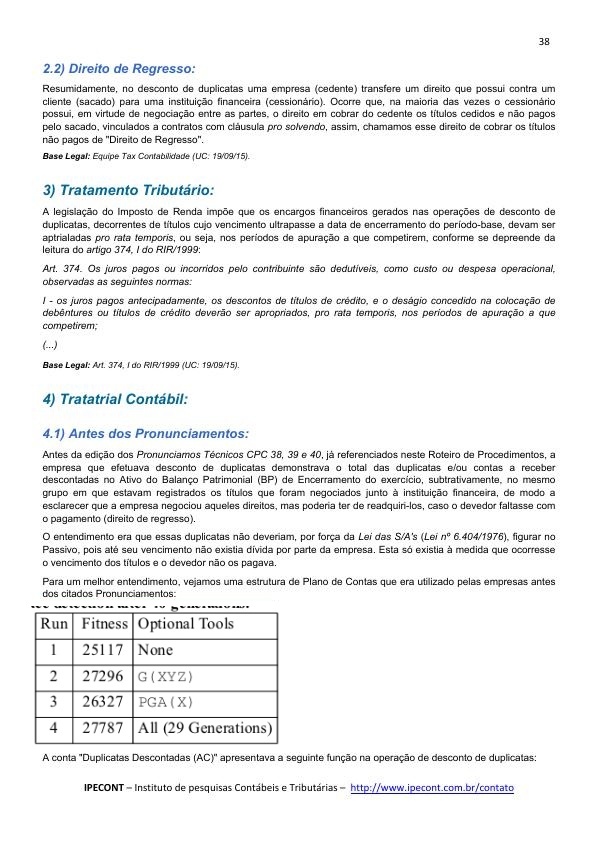 38
2.2) Direito de Regresso:
Resumidamente, no desconto de duplicatas uma empresa (cedente) transfere um direito que possui contra um
cliente (sacado) para uma instituição financeira (cessionário). Ocorre que, na maioria das vezes o cessionário
possui, em virtude de negociação entre as partes, o direito em cobrar do cedente os títulos cedidos e não pagos
pelo sacado, vinculados a contratos com cláusula pro solvendo, assim, chamamos esse direito de cobrar os títulos
não pagos de "Direito de Regresso".
Base Legal: Equipe Tax Contabilidade (UC: 19/09/15).
3) Tratamento Tributário:
A legislação do Imposto de Renda impõe que os encargos financeiros gerados nas operações de desconto de
duplicatas, decorrentes de títulos cujo vencimento ultrapasse a data de encerramento do período-base, devam ser
aptrialadas pro rata temporis, ou seja, nos períodos de apuração a que competirem, conforme se depreende da
leitura do artigo 374, I do RIR/1999:
Art. 374. Os juros pagos ou incorridos pelo contribuinte são dedutíveis, como custo ou despesa operacional,
observadas as seguintes normas:
I - os juros pagos antecipadamente, os descontos de títulos de crédito, e o deságio concedido na colocação de
debêntures ou títulos de crédito deverão ser apropriados, pro rata temporis, nos períodos de apuração a que
competirem;
(...)
Base Legal: Art. 374, I do RIR/1999 (UC: 19/09/15).
4) Tratatrial Contábil:
4.1) Antes dos Pronunciamos:
Antes da edição dos Pronunciamos Técnicos CPC 38, 39 e 40, já referenciados neste Roteiro de Procedimentos, a
empresa que efetuava desconto de duplicatas demonstrava o total das duplicatas e/ou contas a receber
descontadas no Ativo do Balanço Patrimonial (BP) de Encerramento do exercício, subtrativamente, no mesmo
grupo em que estavam registrados os títulos que foram negociados junto à instituição financeira, de modo a
esclarecer que a empresa negociou aqueles direitos, mas poderia ter de readquiri-los, caso o devedor faltasse com
o pagamento (direito de regresso).
O entendimento era que essas duplicatas não deveriam, por força da Lei das S/A's (Lei nº 6.404/1976), figurar no
Passivo, pois até seu vencimento não existia dívida por parte da empresa. Esta só existia à medida que ocorresse
o vencimento dos títulos e o devedor não os pagava.
Para um melhor entendimento, vejamos uma estrutura de Plano de Contas que era utilizado pelas empresas antes
dos citados Pronunciamentos:
detection after 40 generations.
Run Fitness Optional Tools
1 25117 None
2 27296 G(XYZ)
3 26327 PGA(X)
4 27787 All (29 Generations)
A conta "Duplicatas Descontadas (AC)" apresentava a seguinte função na operação de desconto de duplicatas:
IPECONT – Instituto de pesquisas Contábeis e Tributárias – http://www.ipecont.com.br/contato